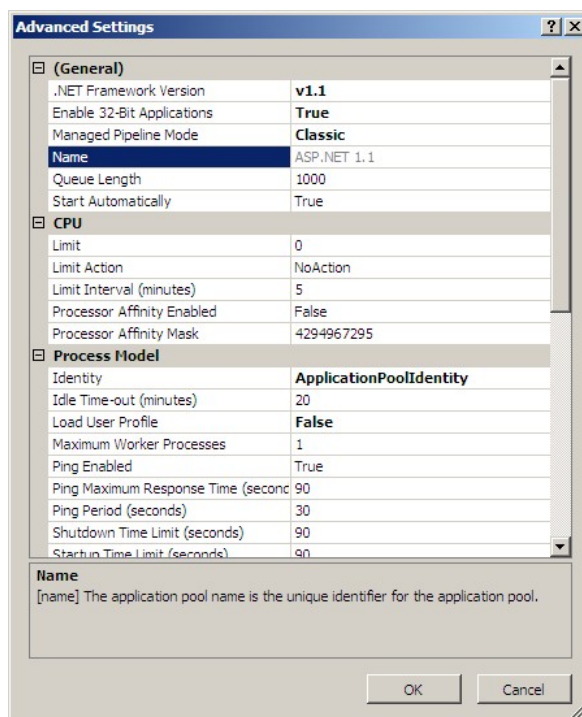 Advanced Settings
(General)
.NET Framework Version v1.1
Enable 32-Bit Applications True
Managed Pipeline Mode Classic
Name ASP.NET 1.1
Queue Length 1000
Start Automatically True
CPU
Limit 0
Limit Action NoAction
Limit Interval (minutes) 5
Processor Affinity Enabled False
Processor Affinity Mask 4294967295
Process Model
Identity ApplicationPoolIdentity
Idle Time-out (minutes) 20
Load User Profile False
Maximum Worker Processes 1
Ping Enabled True
Ping Maximum Response Time (second 90
Ping Period (seconds) 30
Shutdown Time Limit (seconds) 90
Startup Time Limit (seconds) 90
Name
[name] The application pool name is the unique identifier for the application pool.
OK Cancel